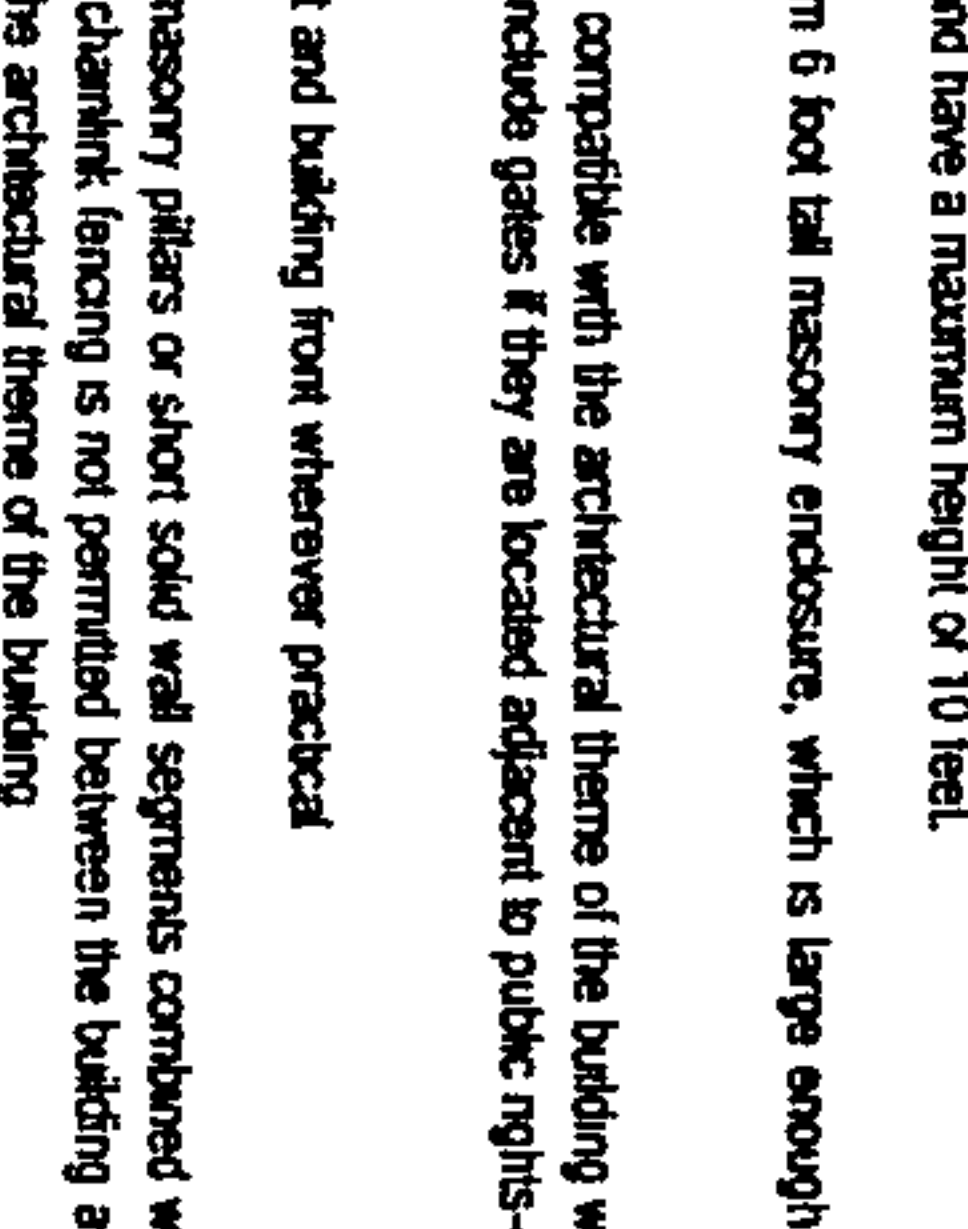 nd have a maximum height of 10 feet.
m 6 foot tall masonry enclosure, which is large enough
compatible with the architectural theme of the building w
nclude gates if they are located adjacent to public rights-
t and building front wherever practical
masonry pillars or short solid wall segments combined w
chainlink fencing is not permitted between the building a
he architectural theme of the building